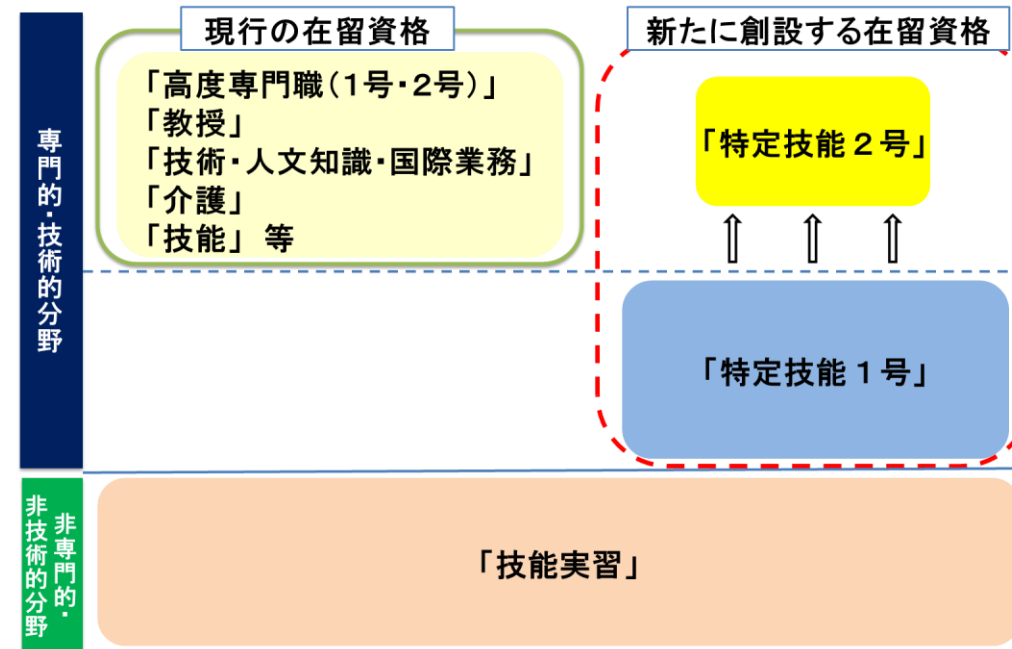 現行の在留資格
新たに創設する在留資格
専門的・技術的分野
「高度専門職（１号・２号）」
「教授」
「技術・人文知識・国際業務」
「介護」
「技能」 等
「特定技能２号」
「特定技能１号」
非専門的・
非技術的分野
「技能実習」